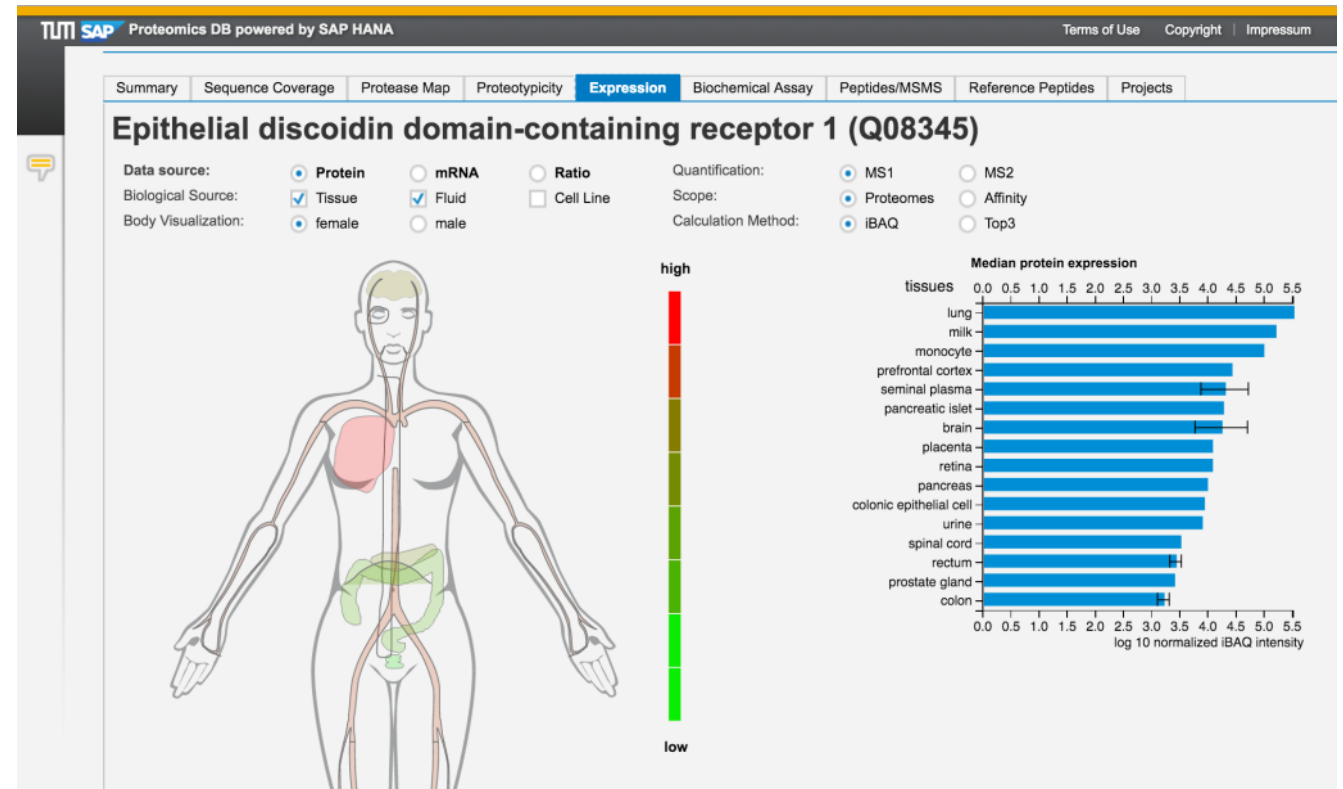 TUM SAP Proteomics DB powered by SAP HANA Terms of Use Copyright | Impressum
Summary Sequence Coverage Protease Map Proteotypicity Expression Biochemical Assay Peptides/MSMS Reference Peptides Projects
Epithelial discoidin domain-containing receptor 1 (Q08345)
Data source: Protein mRNA Ratio Quantification: MS1 MS2
Biological Source: Tissue Fluid Cell Line Scope: Proteomes Affinity
Body Visualization: female male Calculation Method: iBAQ Top3
high
low
Median protein expression
tissues 0.0 0.5 1.0 1.5 2.0 2.5 3.0 3.5 4.0 4.5 5.0 5.5
lung
milk
monocyte
prefrontal cortex
seminal plasma
pancreatic islet
brain
placenta
retina
pancreas
colonic epithelial cell
urine
spinal cord
rectum
prostate gland
colon
0.0 0.5 1.0 1.5 2.0 2.5 3.0 3.5 4.0 4.5 5.0 5.5
log 10 normalized iBAQ intensity